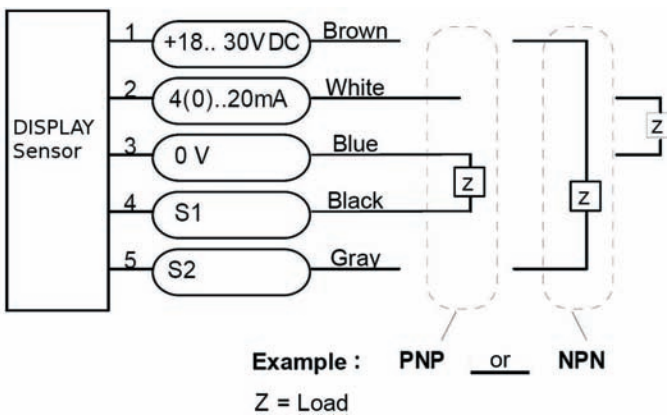 DISPLAY
Sensor
1 +18.. 30VDC Brown
2 4(0)..20mA White
3 0 V Blue
4 S1 Black
5 S2 Gray
Z
Z
Z
Example : PNP or NPN
Z = Load